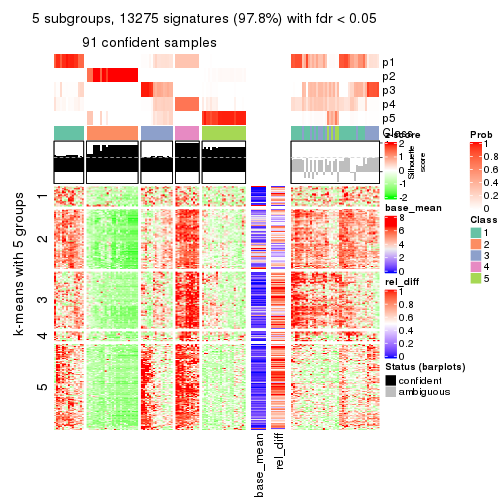 5 subgroups, 13275 signatures (97.8%) with fdr < 0.05
91 confident samples
p1
p2
p3
p4
p5
Class
z-score
2
1
0
-1
-2
Silhouette
score
Prob
1
0.8
0.6
0.4
0.2
0
base_mean
8
6
4
2
0
Class
1
2
3
4
5
rel_diff
1
0.8
0.6
0.4
0.2
0
Status (barplots)
confident
ambiguous
k-means with 5 groups
1
2
3
4
5
base_mean
rel_diff